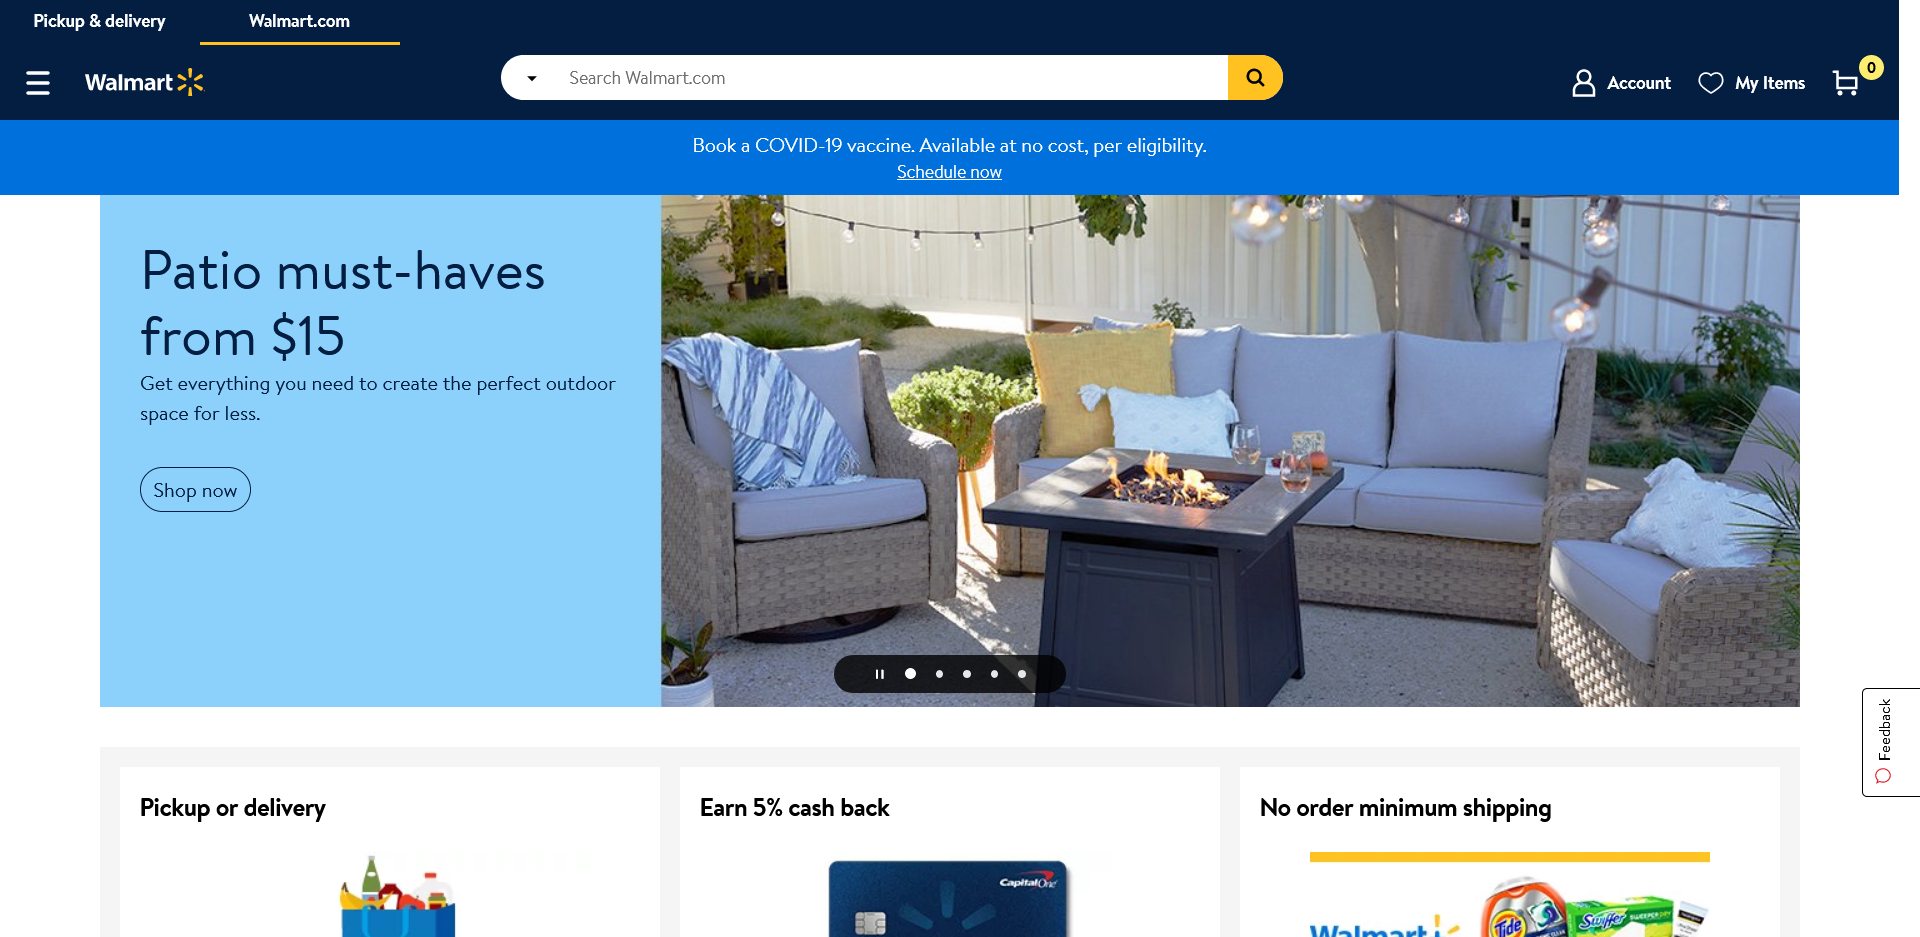 Pickup & delivery
Walmart.com
Walmart
Search Walmart.com
Account
My Items
0
Book a COVID-19 vaccine. Available at no cost, per eligibility.
Schedule now
Patio must-haves
from $15
Get everything you need to create the perfect outdoor
space for less.
Shop now
Feedback
Pickup or delivery
Earn 5% cash back
No order minimum shipping
Capital One
Walmart
Tide
Swiffer
SWEEPER